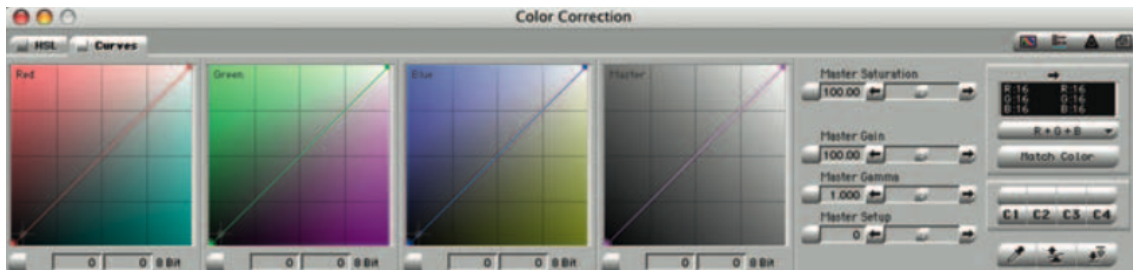 Color Correction
HSL Curves
Red Green Blue Master
Master Saturation
100.00
Master Gain
100.00
Master Gamma
1.000
Master Setup
0
R:16 R:16
G:16 G:16
B:16 B:16
R+G+B
Match Color
C1 C2 C3 C4
0 0 8 Bit 0 0 8 Bit 0 0 8 Bit 0 0 8 Bit